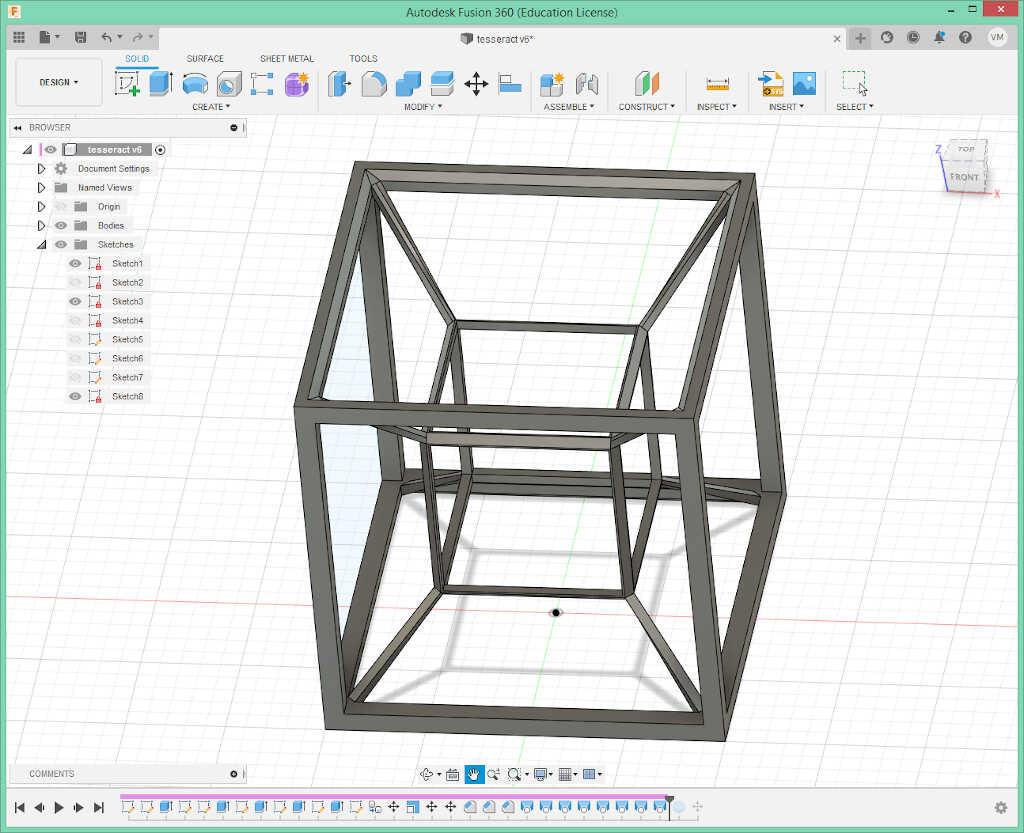 F
Autodesk Fusion 360 (Education License)
tesseract v6*
VM
DESIGN
SOLID SURFACE SHEET METAL TOOLS
CREATE MODIFY ASSEMBLE CONSTRUCT INSPECT INSERT SELECT
BROWSER
tesseract v6
Document Settings
Named Views
Origin
Bodies
Sketches
Sketch1
Sketch2
Sketch3
Sketch4
Sketch5
Sketch6
Sketch7
Sketch8
Z
TOP
FRONT
X
COMMENTS